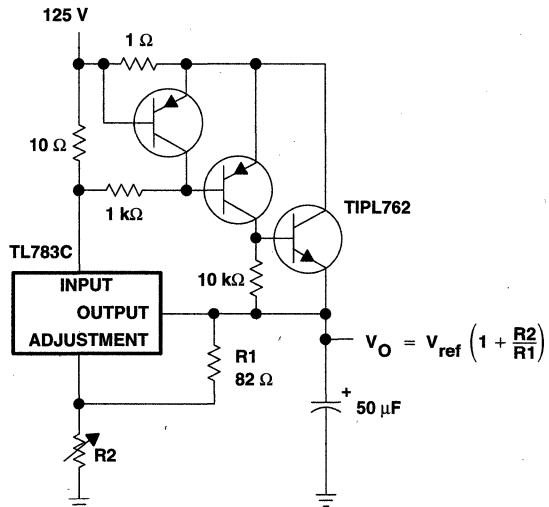 125 V
1 Ω
10 Ω
1 kΩ
TIPL762
TL783C
10 kΩ
INPUT
OUTPUT
ADJUSTMENT
R1
82 Ω
V_O = V_ref (1 + R2/R1)
+
50 μF
R2